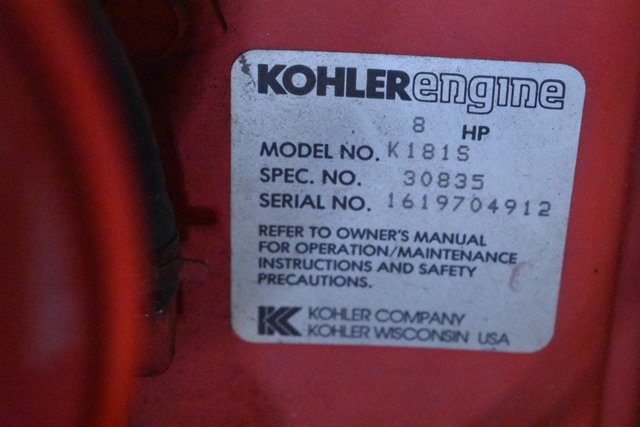 KOHLERengine
8 HP
MODEL NO. K181S
SPEC. NO. 30835
SERIAL NO. 1619704912
REFER TO OWNER'S MANUAL
FOR OPERATION/MAINTENANCE
INSTRUCTIONS AND SAFETY
PRECAUTIONS.
K KOHLER COMPANY
KOHLER WISCONSIN USA